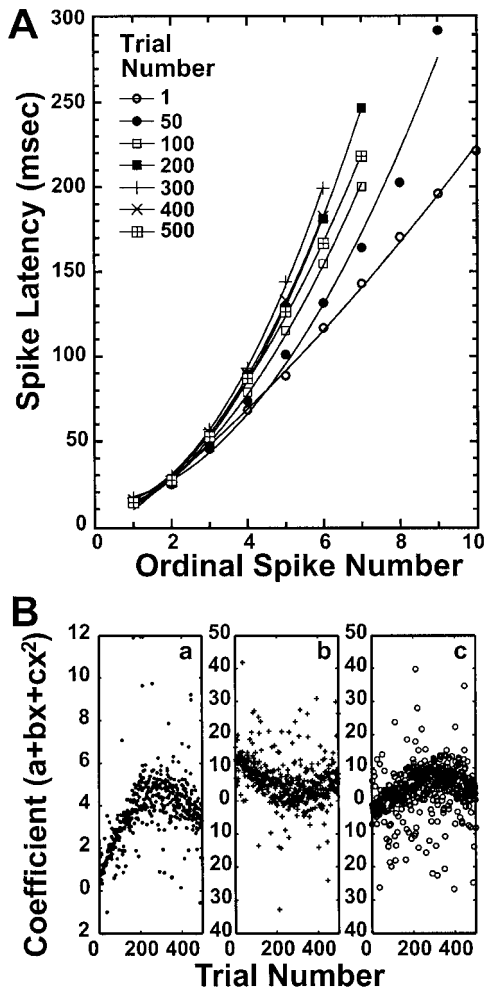 A
Trial
Number
1
50
100
200
300
400
500
Spike Latency (msec)
300
250
200
150
100
50
0
0 2 4 6 8 10
Ordinal Spike Number
B
Coefficient (a+bx+cx²)
a
12
10
8
6
4
2
0
2
0 200 400
b
50
40
30
20
10
0
10
20
30
40
0 200 400
c
50
40
30
20
10
0
10
20
30
40
0 200 400
Trial Number